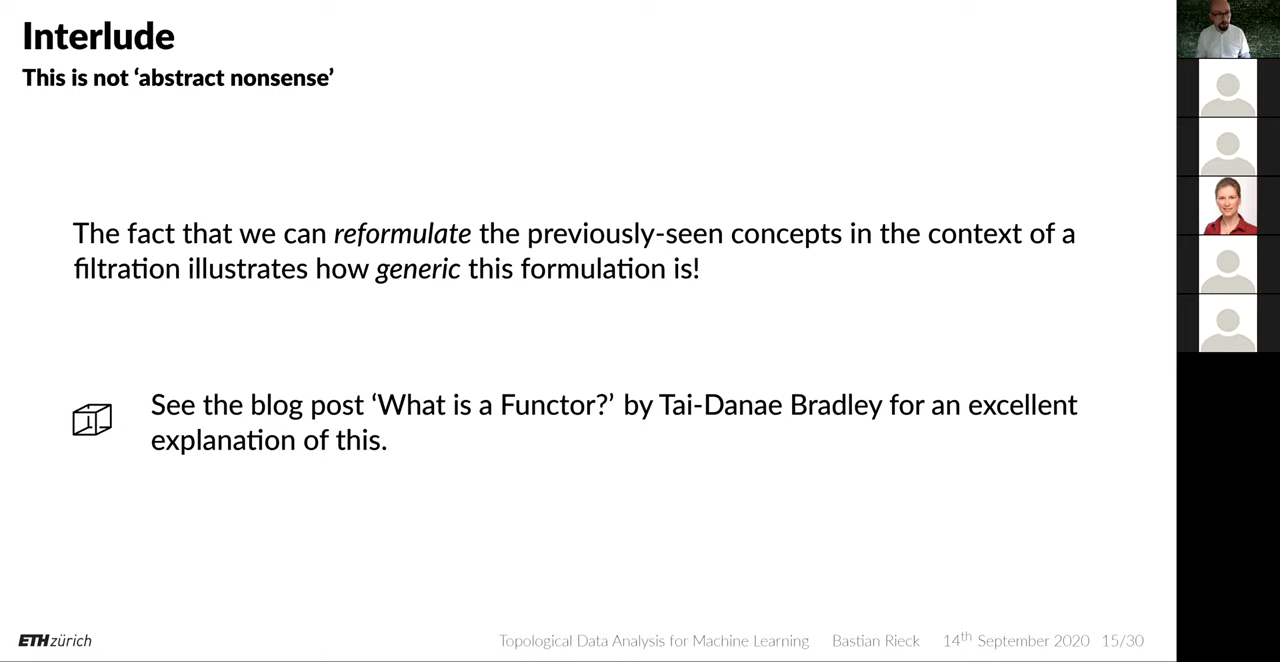 Interlude
This is not ‘abstract nonsense’
The fact that we can reformulate the previously-seen concepts in the context of a
filtration illustrates how generic this formulation is!
See the blog post ‘What is a Functor?’ by Tai-Danae Bradley for an excellent
explanation of this.
ETH zürich
Topological Data Analysis for Machine Learning Bastian Rieck 14th September 2020 15/30